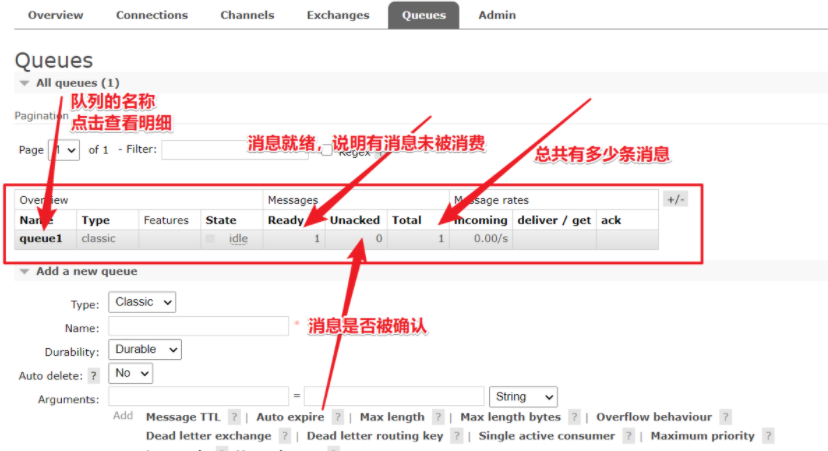 Overview Connections Channels Exchanges Queues Admin
Queues
All queues (1)
队列的名称
Pagination
点击查看明细
Page 1 of 1 - Filter: Regex ?
消息就绪，说明有消息未被消费
总共有多少条消息
Overview Messages Message rates +/-
Name Type Features State Ready Unacked Total incoming deliver / get ack
queue1 classic idle 1 0 1 0.00/s
Add a new queue
Type: Classic
Name: *
消息是否被确认
Durability: Durable
Auto delete: ? No
Arguments: = String
Add Message TTL ? | Auto expire ? | Max length ? | Max length bytes ? | Overflow behaviour ?
Dead letter exchange ? | Dead letter routing key ? | Single active consumer ? | Maximum priority ?